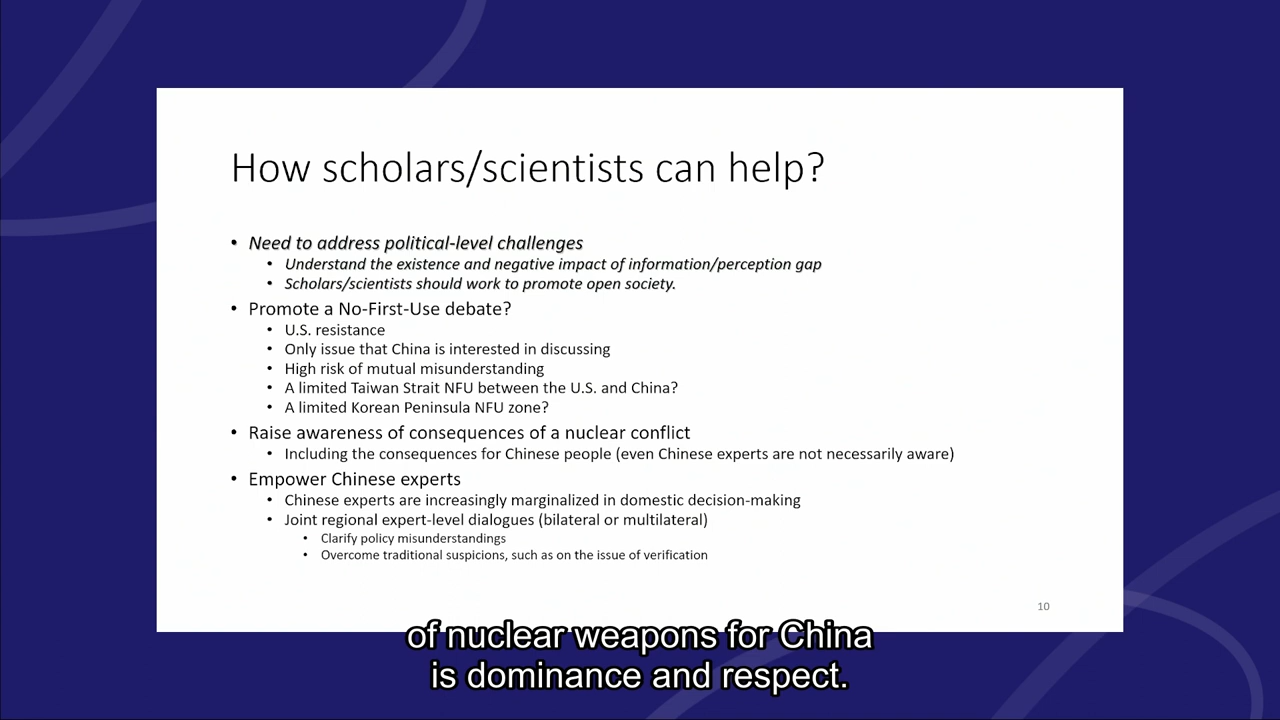 How scholars/scientists can help?
• Need to address political-level challenges
• Understand the existence and negative impact of information/perception gap
• Scholars/scientists should work to promote open society.
• Promote a No-First-Use debate?
• U.S. resistance
• Only issue that China is interested in discussing
• High risk of mutual misunderstanding
• A limited Taiwan Strait NFU between the U.S. and China?
• A limited Korean Peninsula NFU zone?
• Raise awareness of consequences of a nuclear conflict
• Including the consequences for Chinese people (even Chinese experts are not necessarily aware)
• Empower Chinese experts
• Chinese experts are increasingly marginalized in domestic decision-making
• Joint regional expert-level dialogues (bilateral or multilateral)
• Clarify policy misunderstandings
• Overcome traditional suspicions, such as on the issue of verification
10
of nuclear weapons for China
is dominance and respect.